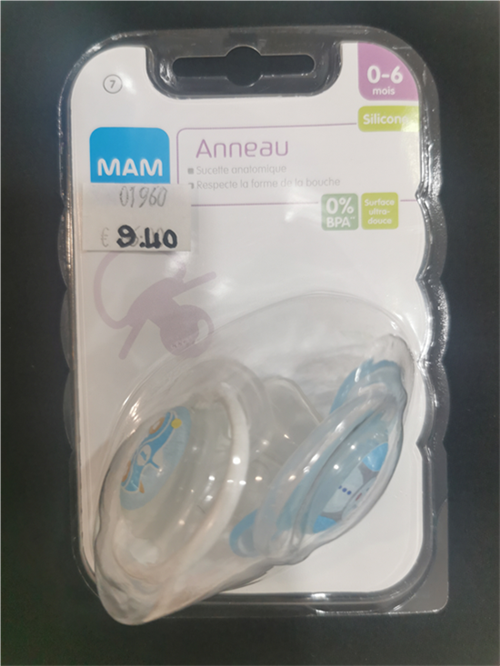 7
0-6
mois
Silicone
MAM
Anneau
Sucette anatomique
Respecte la forme de la bouche
01960
€ 9.40
0%
BPA**
Surface
ultra-
douce